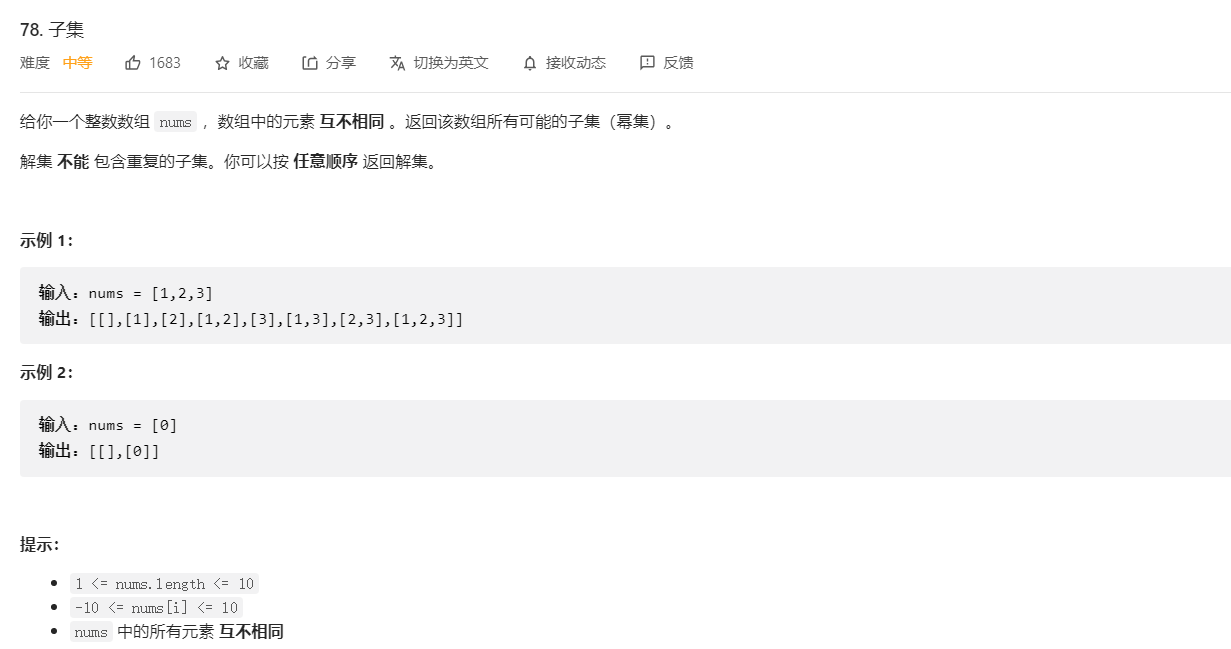 78. 子集
难度 中等 1683 收藏 分享 切换为英文 接收动态 反馈
给你一个整数数组 nums ，数组中的元素 互不相同 。返回该数组所有可能的子集（幂集）。
解集 不能 包含重复的子集。你可以按 任意顺序 返回解集。
示例 1：
输入：nums = [1,2,3]
输出：[[],[1],[2],[1,2],[3],[1,3],[2,3],[1,2,3]]
示例 2：
输入：nums = [0]
输出：[[],[0]]
提示：
1 <= nums.length <= 10
-10 <= nums[i] <= 10
nums 中的所有元素 互不相同